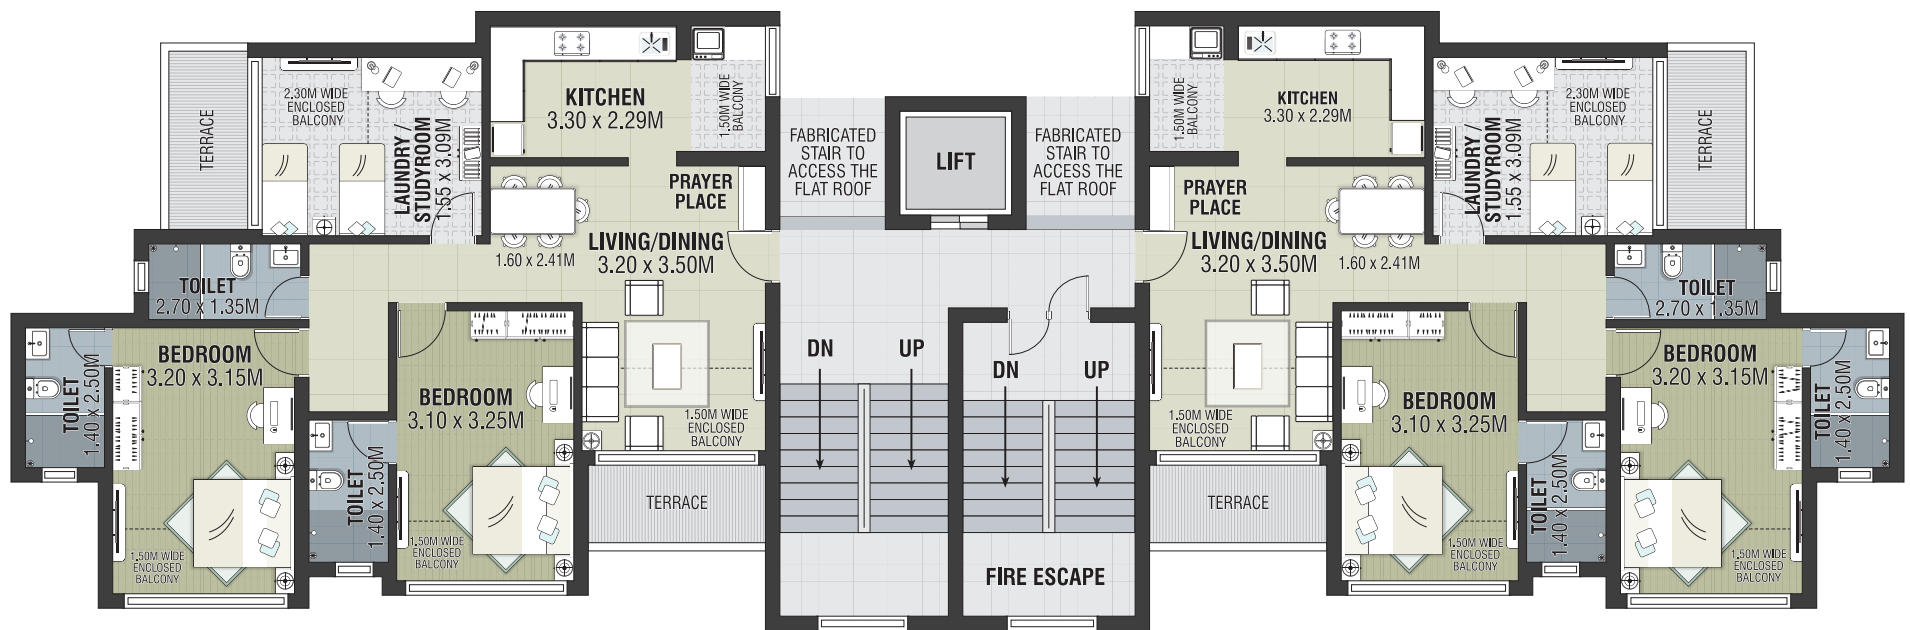 TERRACE
2.30M WIDE
ENCLOSED
BALCONY
LAUNDRY /
STUDYROOM
1.55 x 3.09M
KITCHEN
3.30 x 2.29M
1.50M WIDE
BALCONY
PRAYER
PLACE
LIVING/DINING
3.20 x 3.50M
1.60 x 2.41M
TOILET
2.70 x 1.35M
TOILET
1.40 x 2.50M
BEDROOM
3.20 x 3.15M
1.50M WIDE
ENCLOSED
BALCONY
TOILET
1.40 x 2.50M
BEDROOM
3.10 x 3.25M
1.50M WIDE
ENCLOSED
BALCONY
1.50M WIDE
ENCLOSED
BALCONY
TERRACE
FABRICATED
STAIR TO
ACCESS THE
FLAT ROOF
LIFT
FABRICATED
STAIR TO
ACCESS THE
FLAT ROOF
DN
UP
DN
UP
FIRE ESCAPE
1.50M WIDE
BALCONY
KITCHEN
3.30 x 2.29M
PRAYER
PLACE
LIVING/DINING
3.20 x 3.50M
1.60 x 2.41M
LAUNDRY /
STUDYROOM
1.55 x 3.09M
2.30M WIDE
ENCLOSED
BALCONY
TERRACE
TOILET
2.70 x 1.35M
1.50M WIDE
ENCLOSED
BALCONY
TERRACE
BEDROOM
3.10 x 3.25M
1.50M WIDE
ENCLOSED
BALCONY
TOILET
1.40 x 2.50M
BEDROOM
3.20 x 3.15M
1.50M WIDE
ENCLOSED
BALCONY
TOILET
1.40 x 2.50M